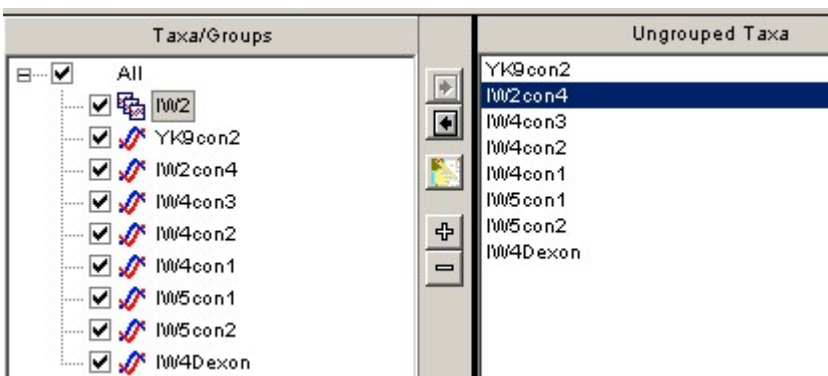 Taxa/Groups
All
IW2
YK9con2
IW2con4
IW4con3
IW4con2
IW4con1
IW5con1
IW5con2
IW4Dexon
Ungrouped Taxa
YK9con2
IW2con4
IW4con3
IW4con2
IW4con1
IW5con1
IW5con2
IW4Dexon